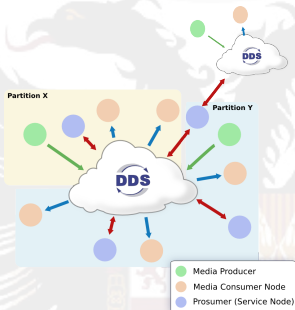 DDS
Partition X
Partition Y
DDS
Media Producer
Media Consumer Node
Prosumer (Service Node)